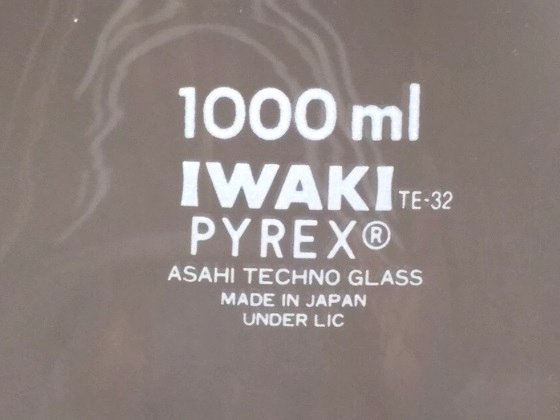 1000 ml
IWAKI TE-32
PYREX®
ASAHI TECHNO GLASS
MADE IN JAPAN
UNDER LIC